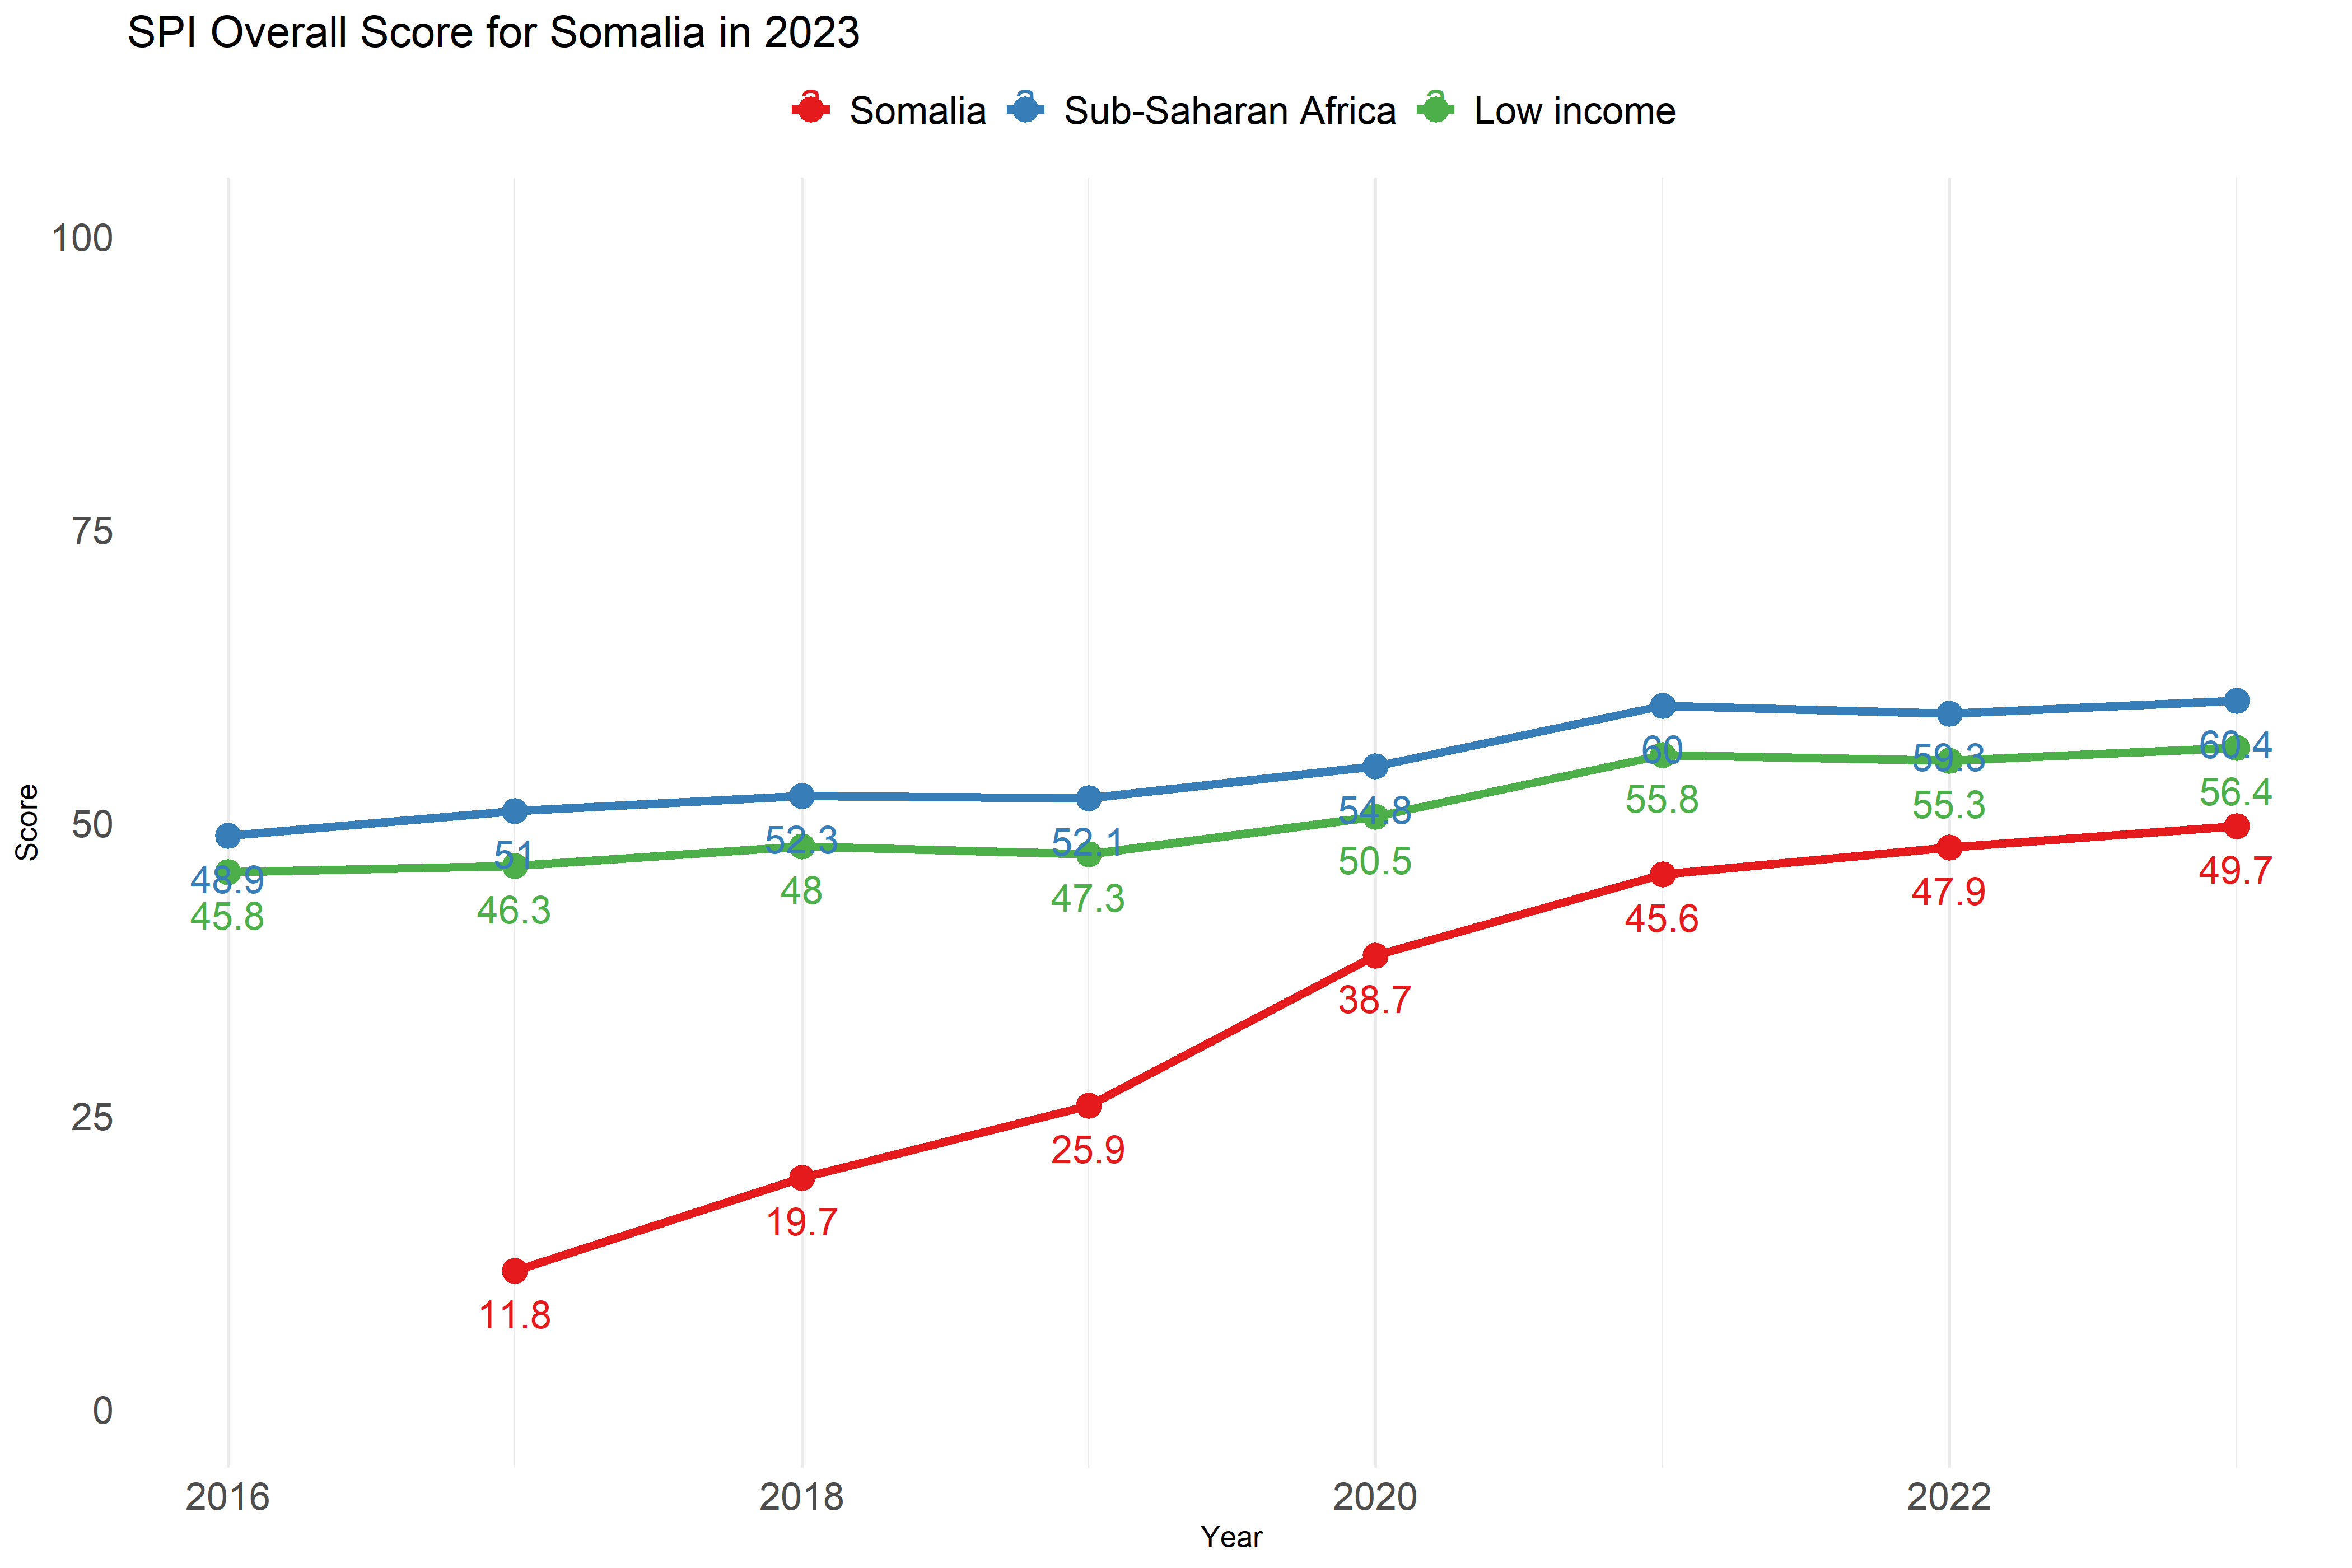 SPI Overall Score for Somalia in 2023
Somalia Sub-Saharan Africa Low income
100
75
50
25
0
Score
48.9 51 52.3 52.1 54.8 60 59.3 60.4
45.8 46.3 48 47.3 50.5 55.8 55.3 56.4
11.8 19.7 25.9 38.7 45.6 47.9 49.7
2016 2018 2020 2022
Year